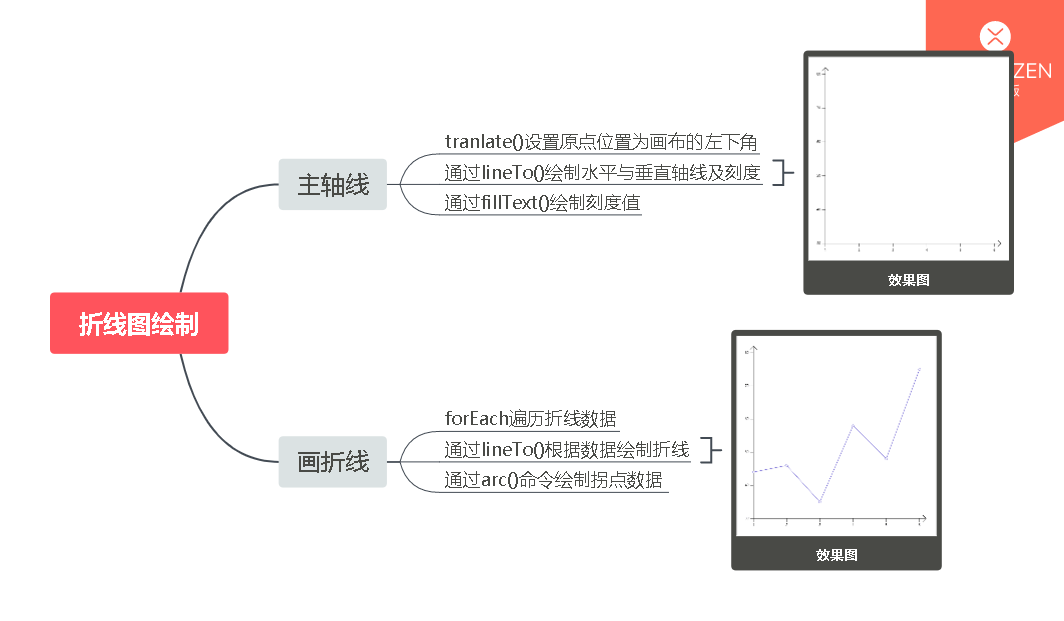 ZEN
tranlate()设置原点位置为画布的左下角
通过lineTo()绘制水平与垂直轴线及刻度
通过fillText()绘制刻度值
主轴线
效果图
折线图绘制
forEach遍历折线数据
通过lineTo()根据数据绘制折线
通过arc()命令绘制拐点数据
画折线
效果图